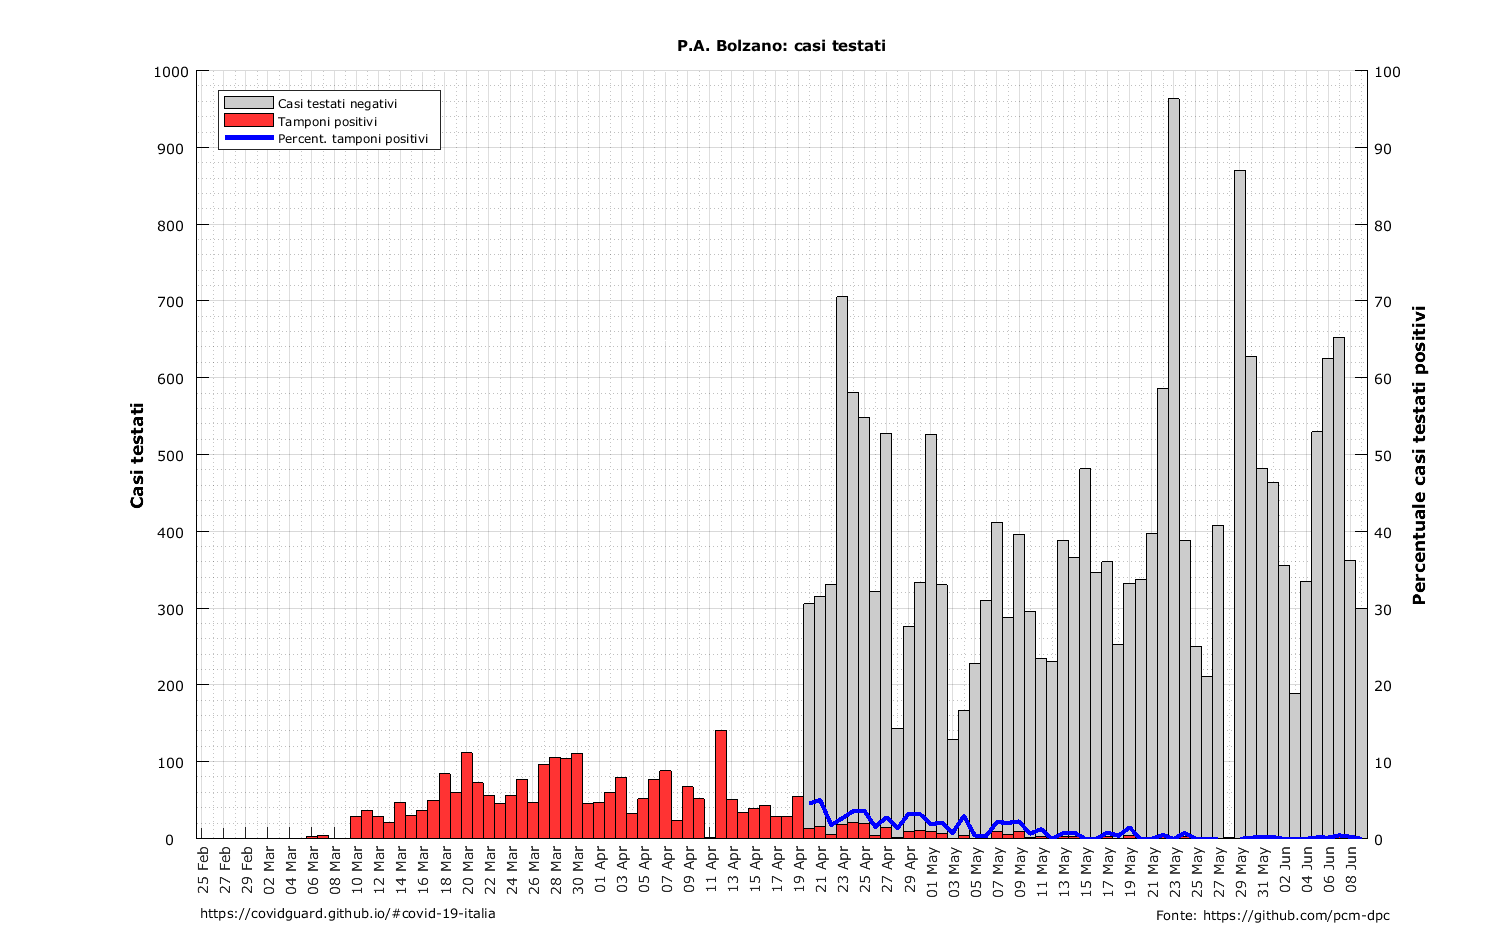 P.A. Bolzano: casi testati
Casi testati negativi
Tamponi positivi
Percent. tamponi positivi
Casi testati
1000
900
800
700
600
500
400
300
200
100
0
100
90
80
70
60
50
40
30
20
10
0
Percentuale casi testati positivi
25 Feb
27 Feb
29 Feb
02 Mar
04 Mar
06 Mar
08 Mar
10 Mar
12 Mar
14 Mar
16 Mar
18 Mar
20 Mar
22 Mar
24 Mar
26 Mar
28 Mar
30 Mar
01 Apr
03 Apr
05 Apr
07 Apr
09 Apr
11 Apr
13 Apr
15 Apr
17 Apr
19 Apr
21 Apr
23 Apr
25 Apr
27 Apr
29 Apr
01 May
03 May
05 May
07 May
09 May
11 May
13 May
15 May
17 May
19 May
21 May
23 May
25 May
27 May
29 May
31 May
02 Jun
04 Jun
06 Jun
08 Jun
https://covidguard.github.io/#covid-19-italia
Fonte: https://github.com/pcm-dpc